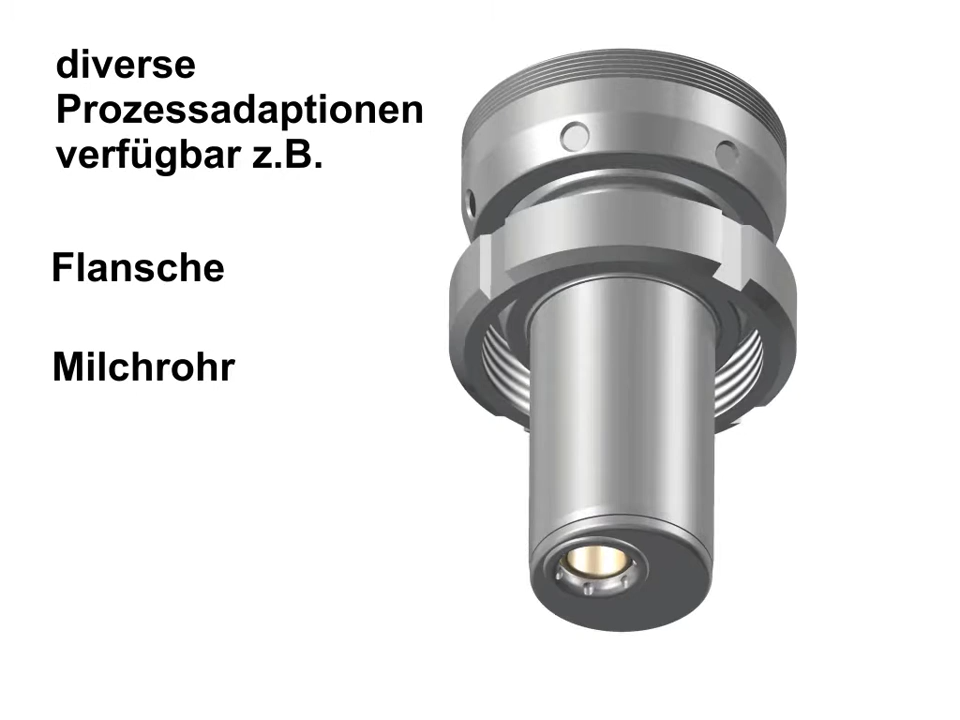 diverse
Prozessadaptionen
verfügbar z.B.
Flansche
Milchrohr